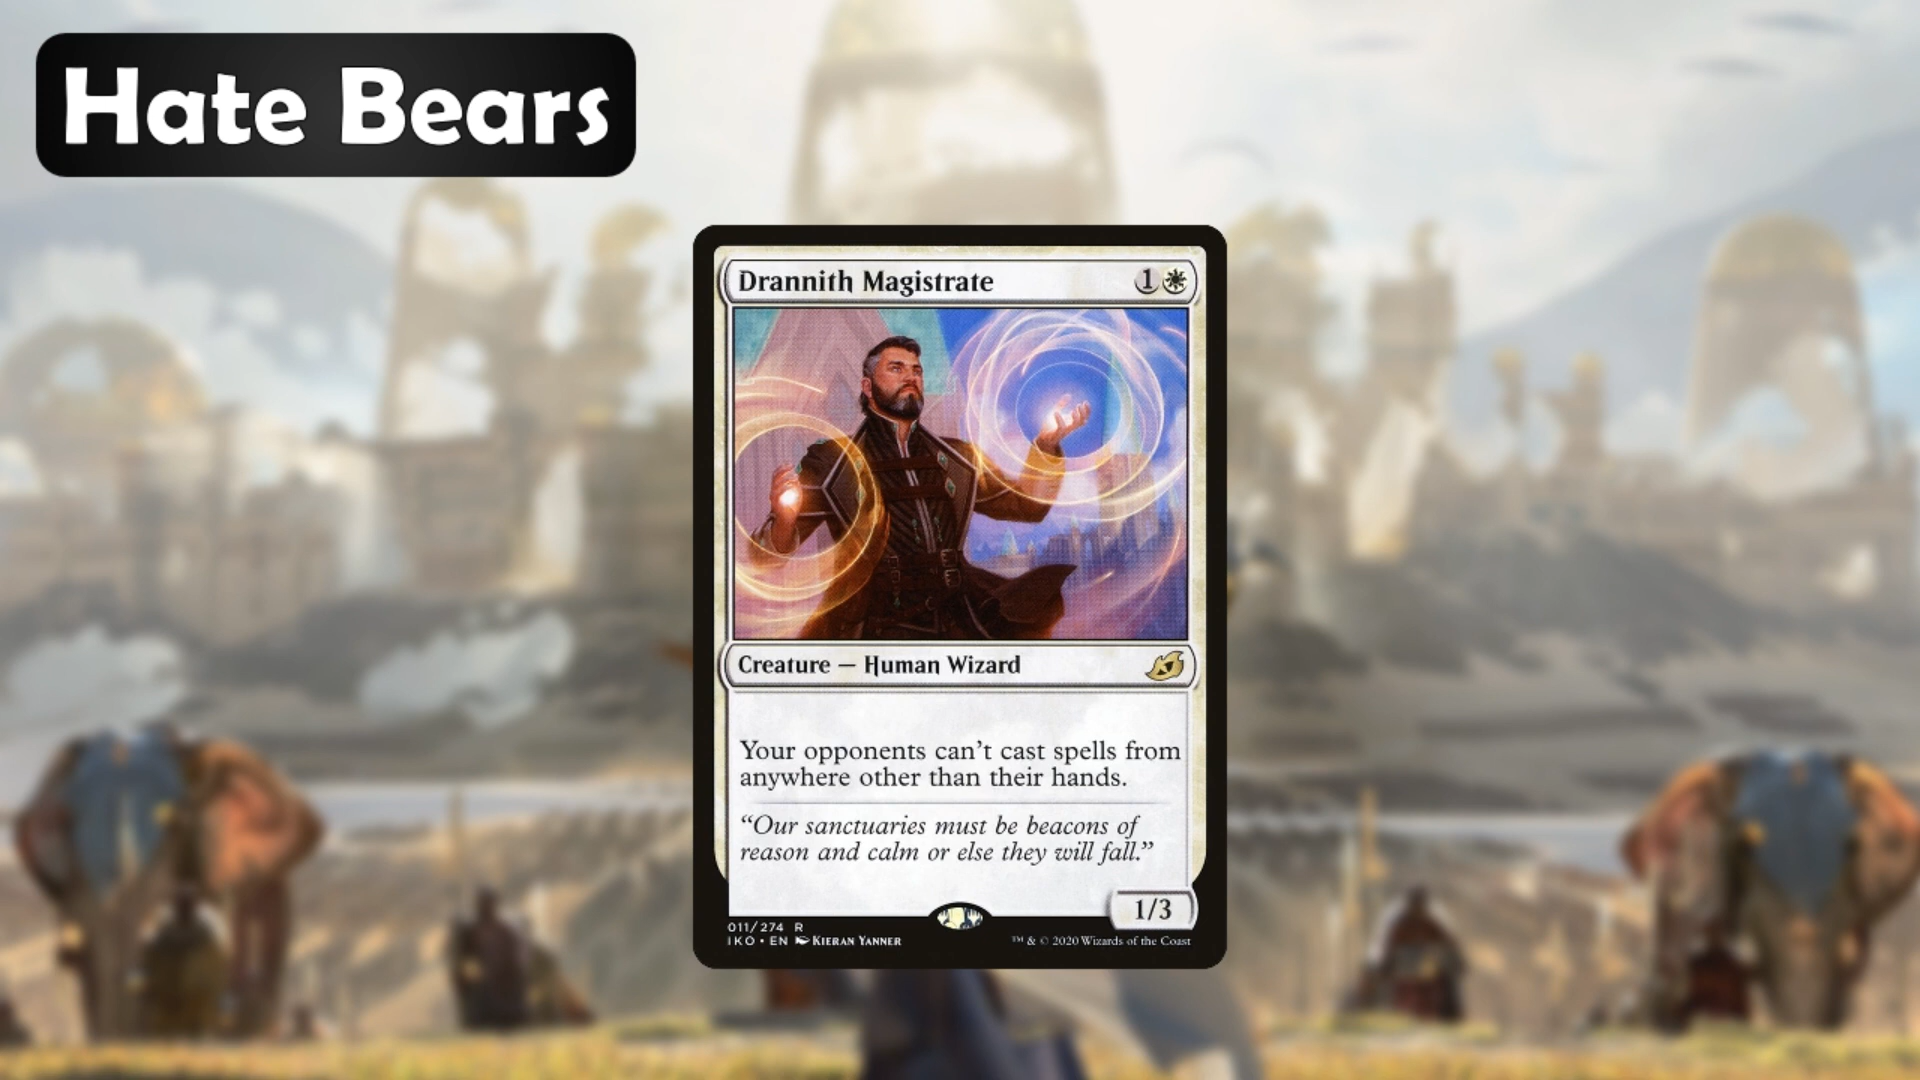 Hate Bears
Drannith Magistrate 1
Creature — Human Wizard
Your opponents can’t cast spells from
anywhere other than their hands.
“Our sanctuaries must be beacons of
reason and calm or else they will fall.”
1/3
011/274 R
IKO • EN KIERAN YANNER
™ & © 2020 Wizards of the Coast